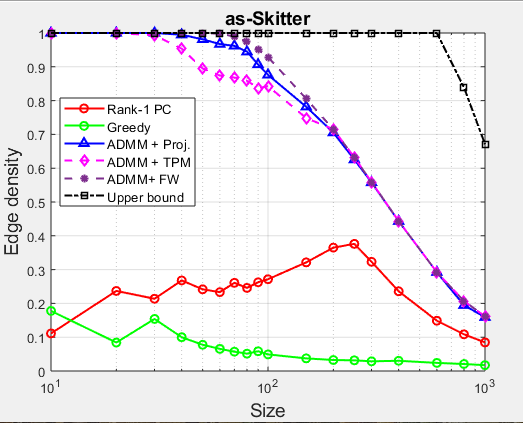 as-Skitter
Edge density
1
0.9
0.8
0.7
0.6
0.5
0.4
0.3
0.2
0.1
0
Rank-1 PC
Greedy
ADMM + Proj.
ADMM + TPM
ADMM+ FW
Upper bound
10¹ 10² 10³
Size